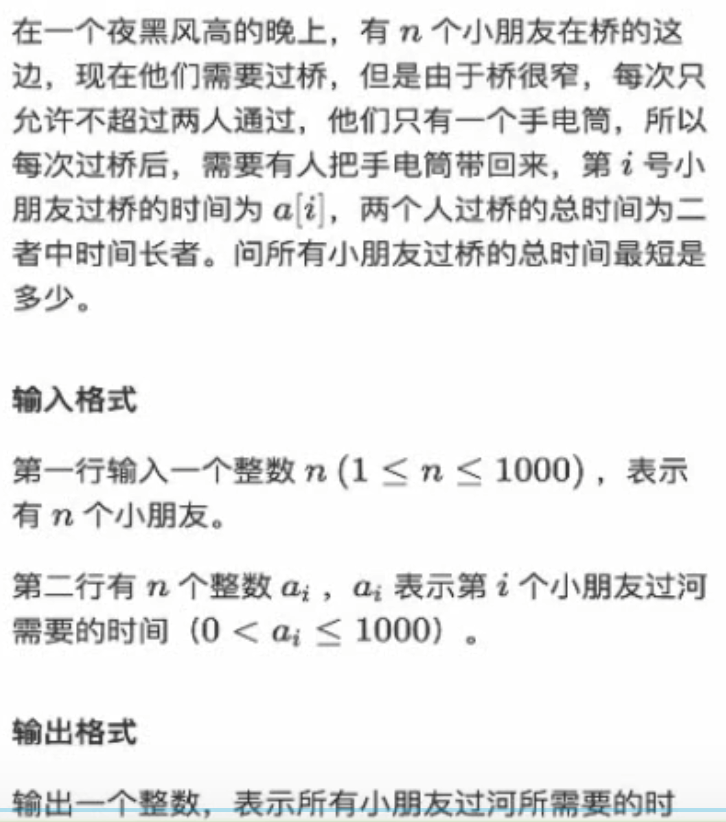 在一个夜黑风高的晚上，有 n 个小朋友在桥的这
边，现在他们需要过桥，但是由于桥很窄，每次只
允许不超过两人通过，他们只有一个手电筒，所以
每次过桥后，需要有人把手电筒带回来，第 i 号小
朋友过桥的时间为 a[i]，两个人过桥的总时间为二
者中时间长者。问所有小朋友过桥的总时间最短是
多少。
输入格式
第一行输入一个整数 n (1 ≤ n ≤ 1000) ，表示
有 n 个小朋友。
第二行有 n 个整数 aᵢ ，aᵢ 表示第 i 个小朋友过河
需要的时间（0 < aᵢ ≤ 1000）。
输出格式
输出一个整数，表示所有小朋友过河所需要的时